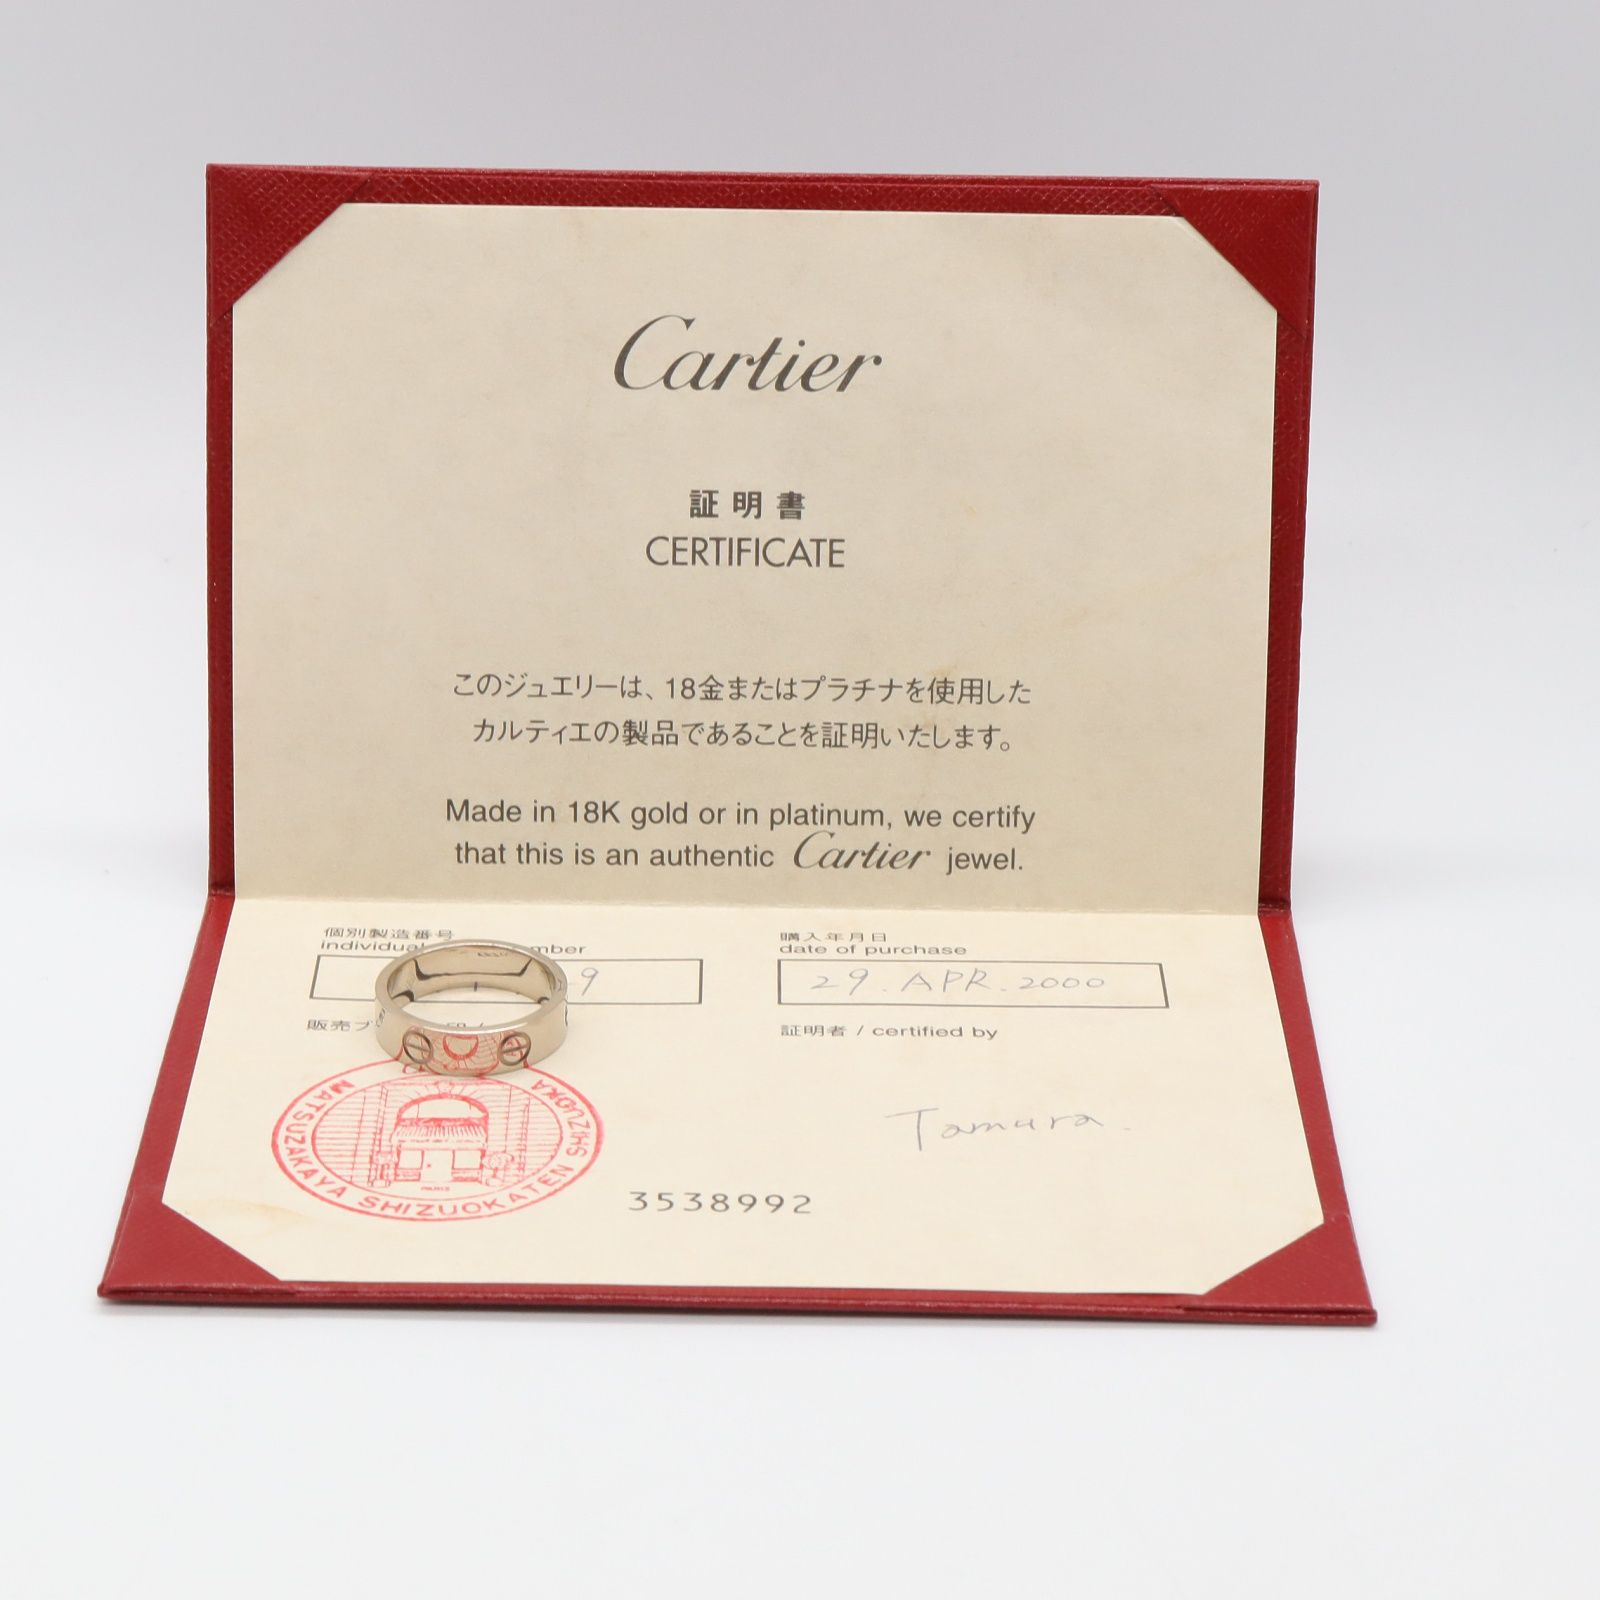 Cartier
証明書
CERTIFICATE
このジュエリーは、18金またはプラチナを使用した
カルティエの製品であることを証明いたします。
Made in 18K gold or in platinum, we certify
that this is an authentic Cartier jewel.
個別製造番号
individual
9
購入年月日
date of purchase
29. APR. 2000
証明者 / certified by
Tamura.
MATSUZAKAYA SHIZUOKATEN
3538992